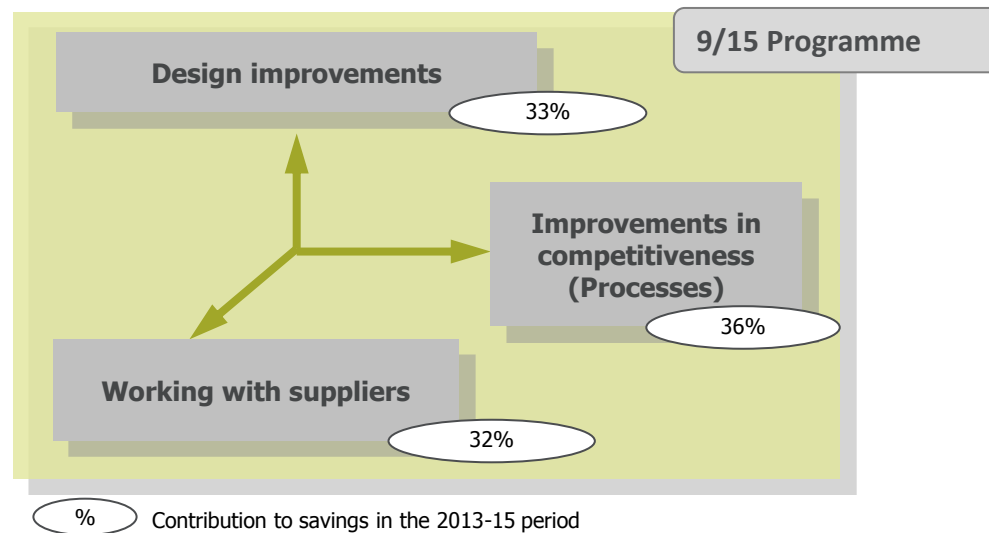 9/15 Programme
Design improvements
33%
Improvements in
competitiveness
(Processes)
36%
Working with suppliers
32%
% Contribution to savings in the 2013-15 period